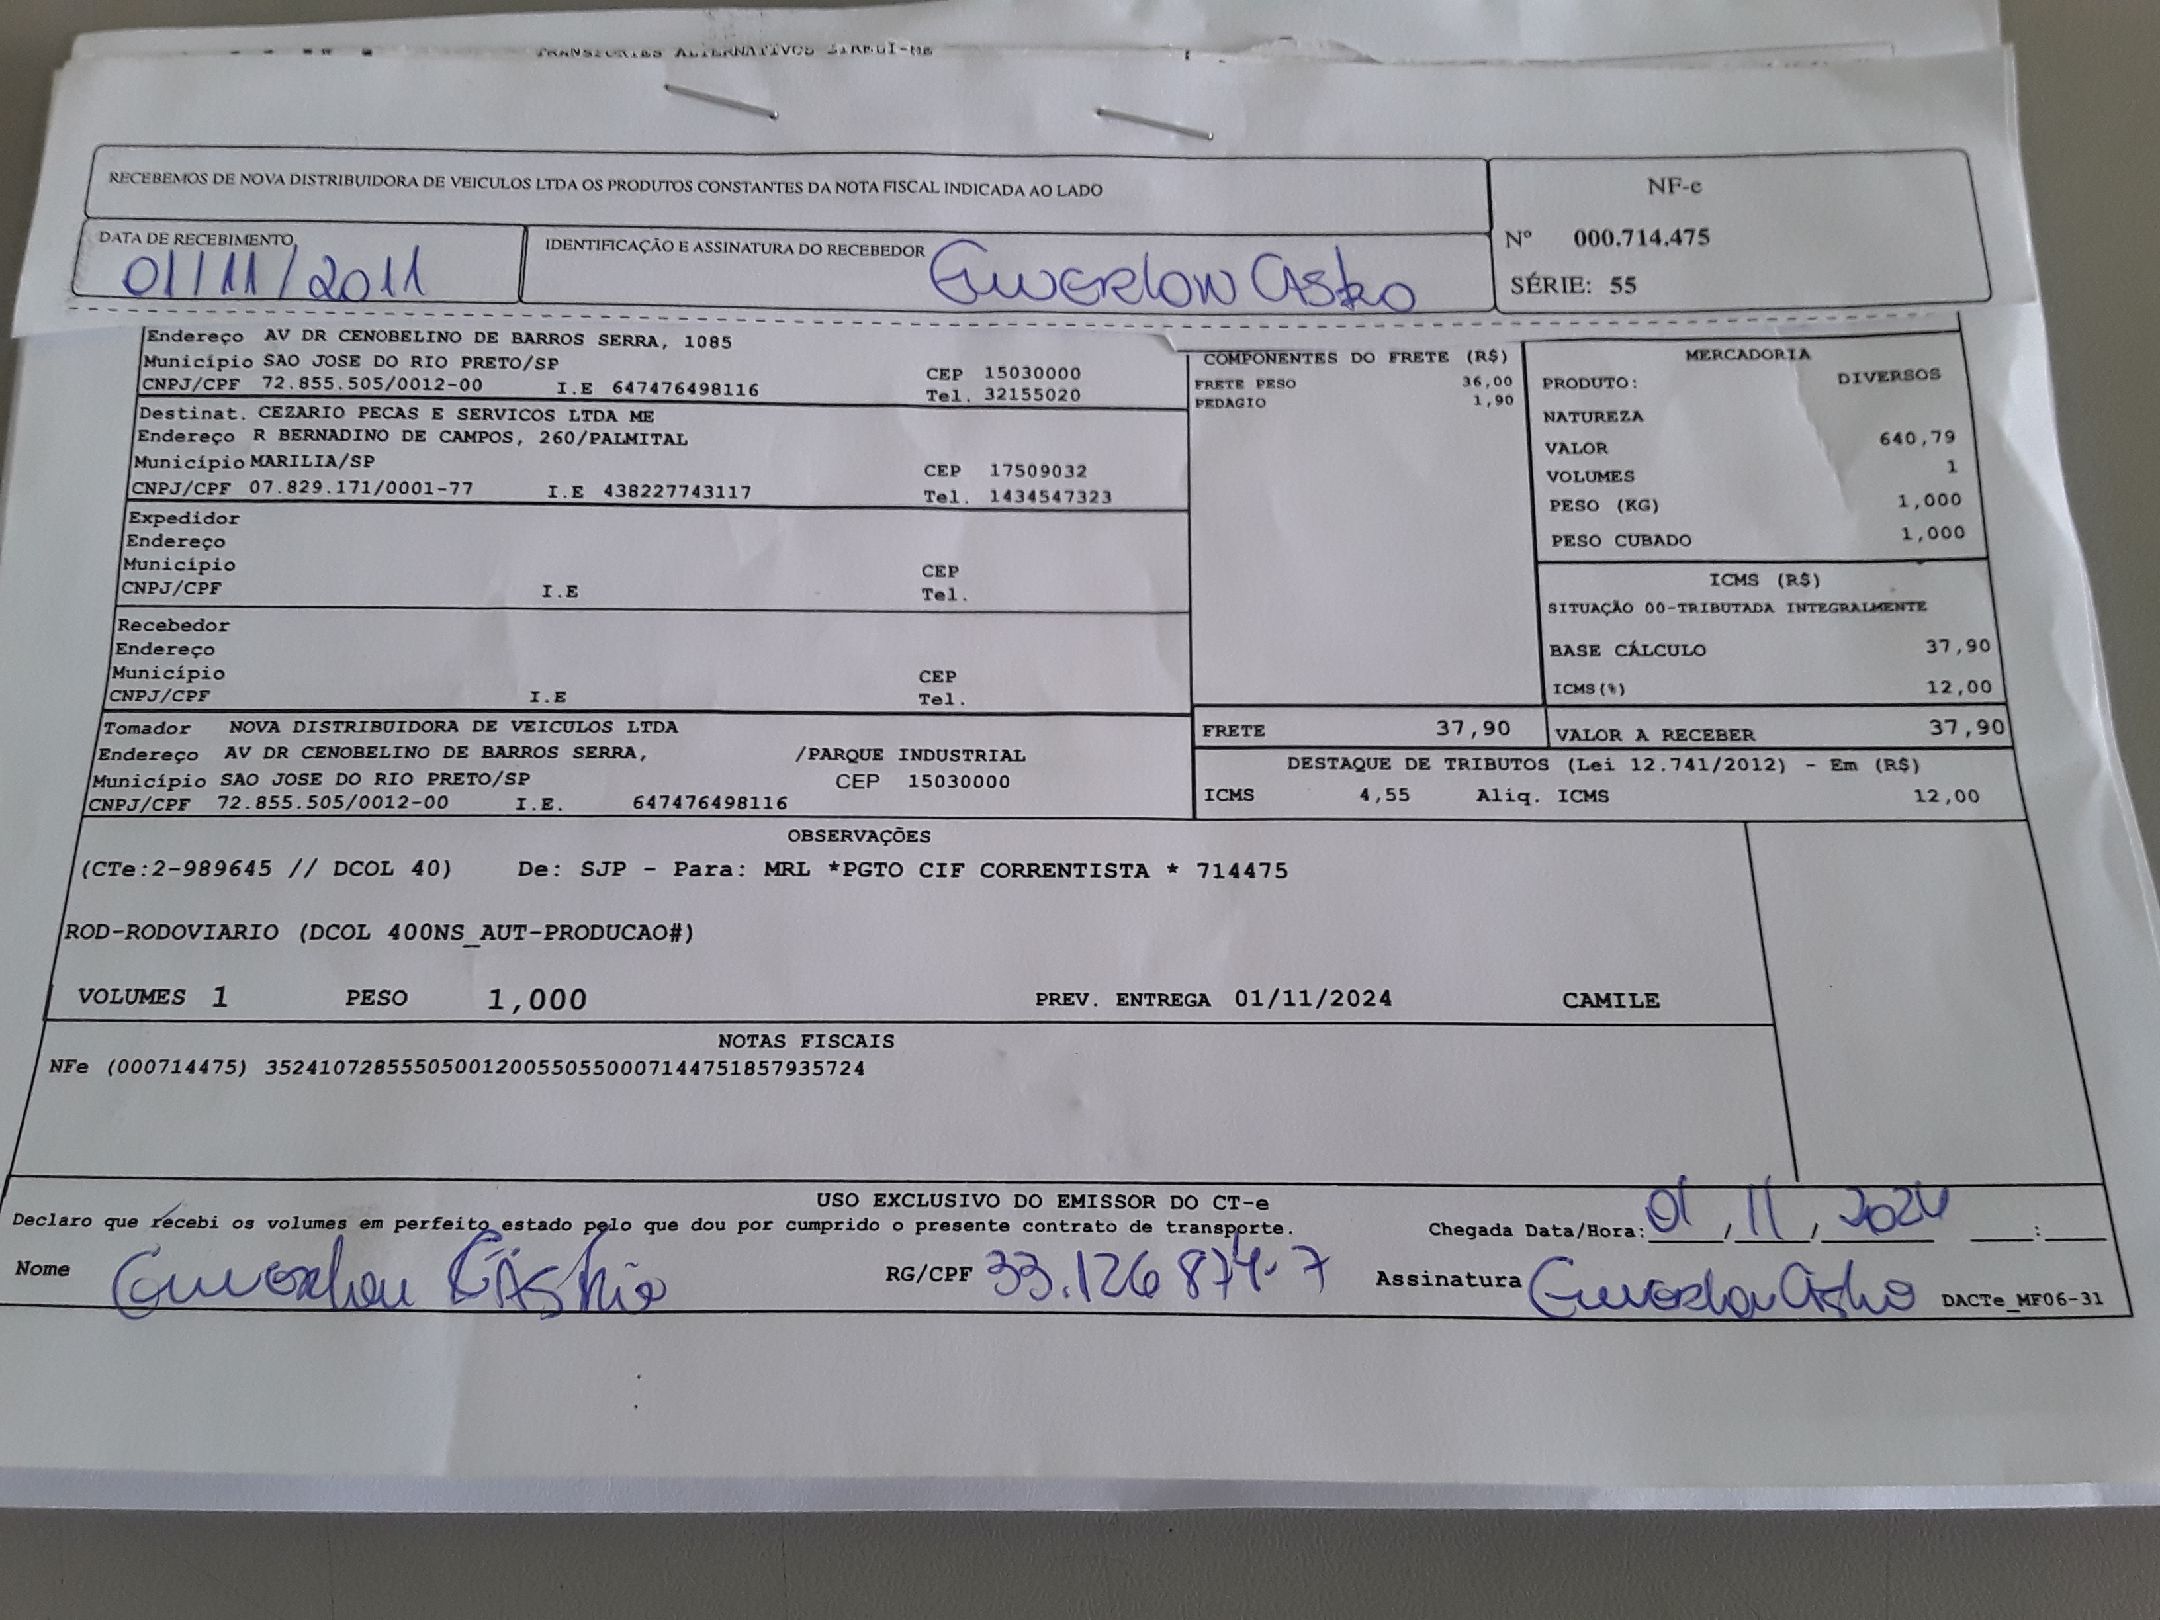 TRANSPORTES ALTERNATIVOS
RECEBEMOS DE NOVA DISTRIBUIDORA DE VEICULOS LTDA OS PRODUTOS CONSTANTES DA NOTA FISCAL INDICADA AO LADO
NF-e
Nº 000.714.475
SÉRIE: 55
DATA DE RECEBIMENTO
01/11/2011
IDENTIFICAÇÃO E ASSINATURA DO RECEBEDOR
Endereço AV DR CENOBELINO DE BARROS SERRA, 1085
Município SAO JOSE DO RIO PRETO/SP CEP 15030000
CNPJ/CPF 72.855.505/0012-00 I.E 647476498116 Tel. 32155020
Destinat. CEZARIO PECAS E SERVICOS LTDA ME
Endereço R BERNADINO DE CAMPOS, 260/PALMITAL
Município MARILIA/SP CEP 17509032
CNPJ/CPF 07.829.171/0001-77 I.E 438227743117 Tel. 1434547323
Expedidor
Endereço
Município CEP
CNPJ/CPF I.E Tel.
Recebedor
Endereço
Município CEP
CNPJ/CPF I.E Tel.
Tomador NOVA DISTRIBUIDORA DE VEICULOS LTDA
Endereço AV DR CENOBELINO DE BARROS SERRA, /PARQUE INDUSTRIAL
Município SAO JOSE DO RIO PRETO/SP CEP 15030000
CNPJ/CPF 72.855.505/0012-00 I.E. 647476498116
COMPONENTES DO FRETE (R$)
FRETE PESO 36,00
PEDAGIO 1,90
FRETE 37,90
MERCADORIA
PRODUTO: DIVERSOS
NATUREZA
VALOR 640,79
VOLUMES 1
PESO (KG) 1,000
PESO CUBADO 1,000
ICMS (R$)
SITUAÇÃO 00-TRIBUTADA INTEGRALMENTE
BASE CÁLCULO 37,90
ICMS(%) 12,00
VALOR A RECEBER 37,90
DESTAQUE DE TRIBUTOS (Lei 12.741/2012) - Em (R$)
ICMS 4,55 Aliq. ICMS 12,00
OBSERVAÇÕES
(CTe:2-989645 // DCOL 40) De: SJP - Para: MRL *PGTO CIF CORRENTISTA * 714475
ROD-RODOVIARIO (DCOL 400NS_AUT-PRODUCAO#)
VOLUMES 1 PESO 1,000 PREV. ENTREGA 01/11/2024 CAMILE
NOTAS FISCAIS
NFe (000714475) 35241072855505001200550550007144751857935724
USO EXCLUSIVO DO EMISSOR DO CT-e
Declaro que recebi os volumes em perfeito estado pelo que dou por cumprido o presente contrato de transporte. Chegada Data/Hora: 01/11/2024 :
Nome RG/CPF 33.126874-7 Assinatura
DACTe_MF06-31